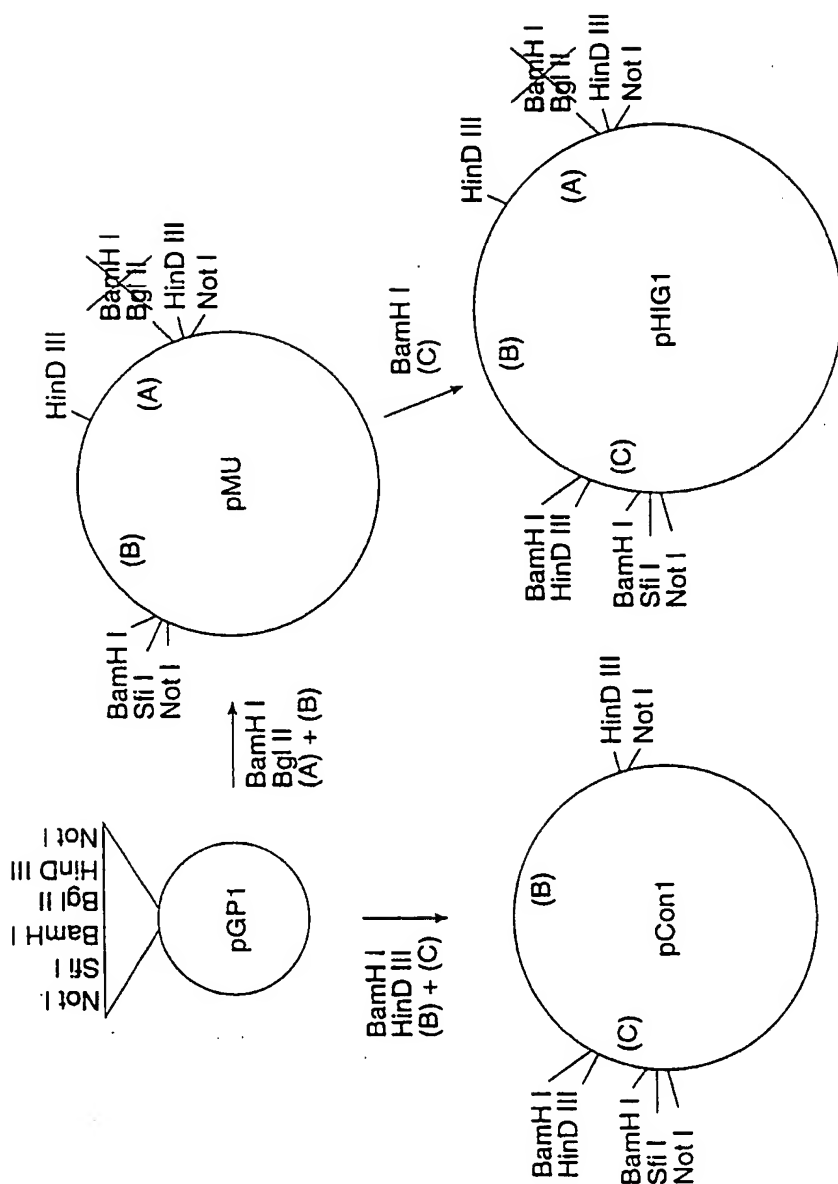 Not I
Sfi I
BamH I
Bgl II
HinD III
Not I
pGP1
BamH I
Bgl II
(A) + (B)
BamH I
Sfi I
Not I
(B)
pMU
HinD III
(A)
BamH I
Bgl II
HinD III
Not I
BamH I
HinD III
(B) + (C)
BamH I
(C)
BamH I
HinD III
(C)
BamH I
Sfi I
Not I
(B)
pCon1
HinD III
Not I
BamH I
HinD III
(C)
BamH I
Sfi I
Not I
(B)
pHIG1
HinD III
(A)
BamH I
Bgl II
HinD III
Not I